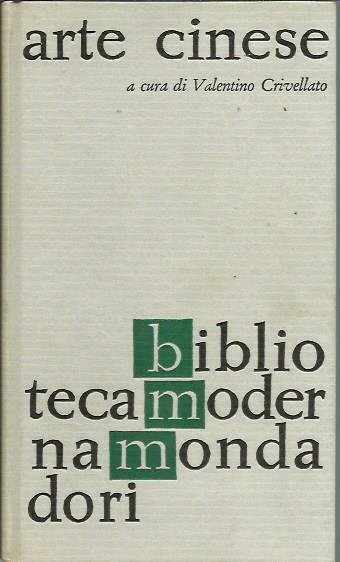 arte cinese
a cura di Valentino Crivellato
biblio
tecamoder
namonda
dori